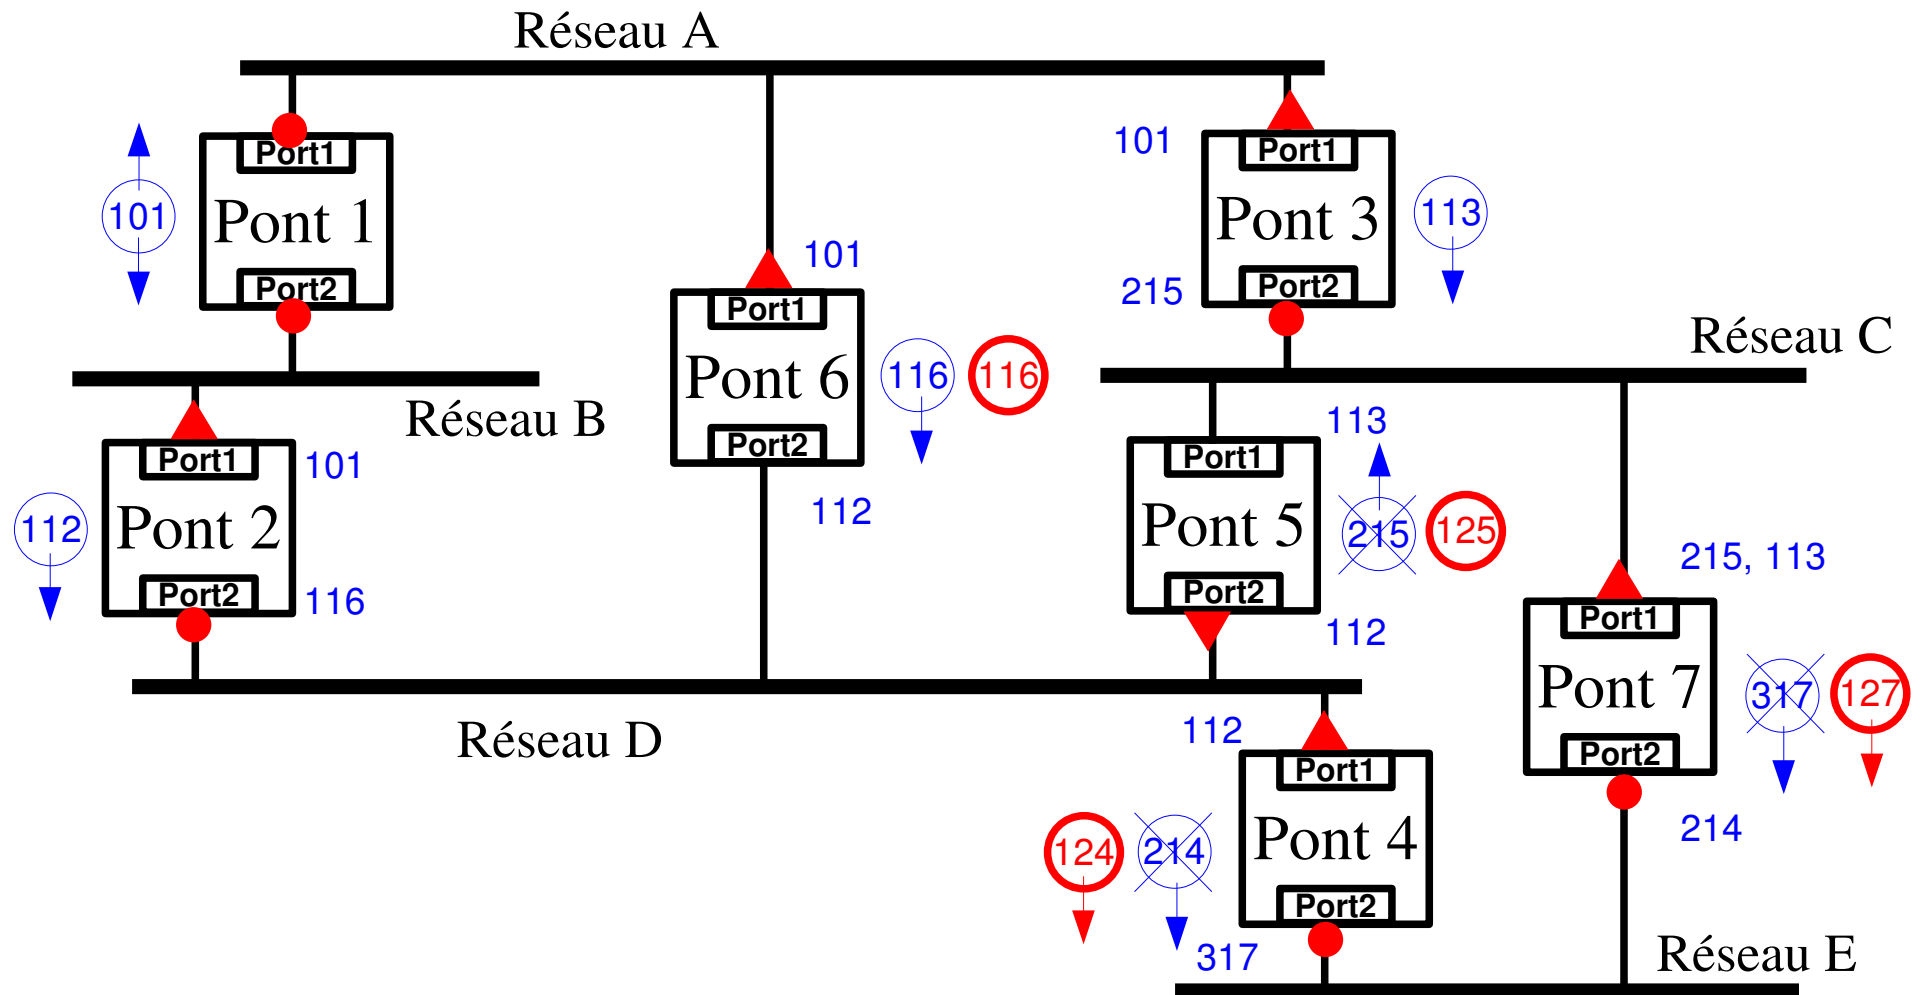 Réseau A
Port1
101
Pont 1
Port2
101
Port1
Pont 6
116
116
Port2
112
101
Port1
Pont 3
113
215
Port2
Réseau C
Réseau B
Port1
101
112
Pont 2
Port2
116
113
Port1
Pont 5
215
125
Port2
112
215, 113
Port1
Pont 7
317
127
Port2
214
Réseau D
112
Port1
124
214
Pont 4
Port2
317
Réseau E